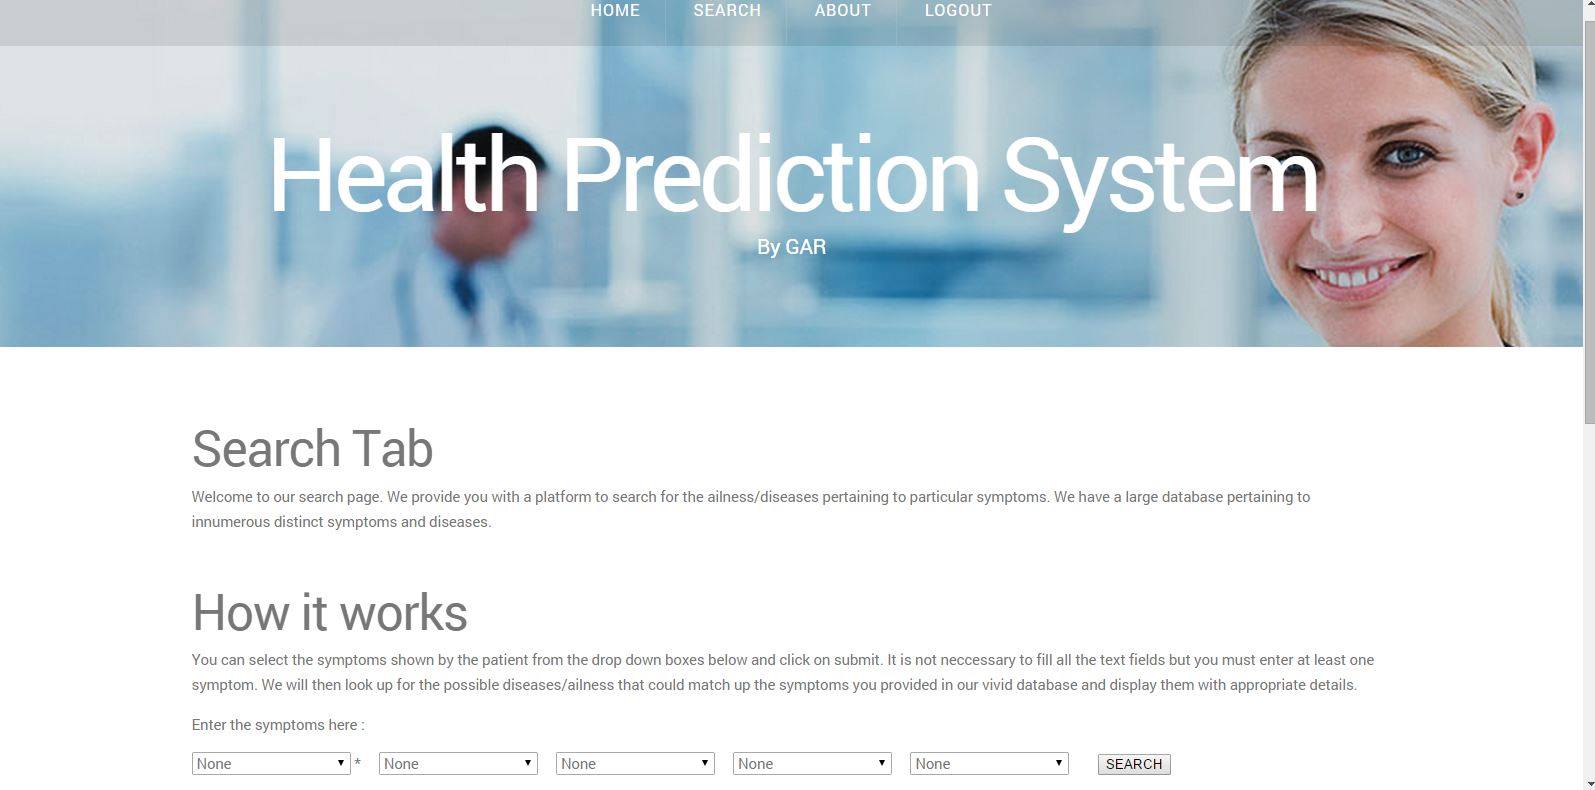 HOME SEARCH ABOUT LOGOUT
Health Prediction System
By GAR
Search Tab
Welcome to our search page. We provide you with a platform to search for the ailness/diseases pertaining to particular symptoms. We have a large database pertaining to
innumerous distinct symptoms and diseases.
How it works
You can select the symptoms shown by the patient from the drop down boxes below and click on submit. It is not neccessary to fill all the text fields but you must enter at least one
symptom. We will then look up for the possible diseases/ailness that could match up the symptoms you provided in our vivid database and display them with appropriate details.
Enter the symptoms here :
None * None None None None SEARCH